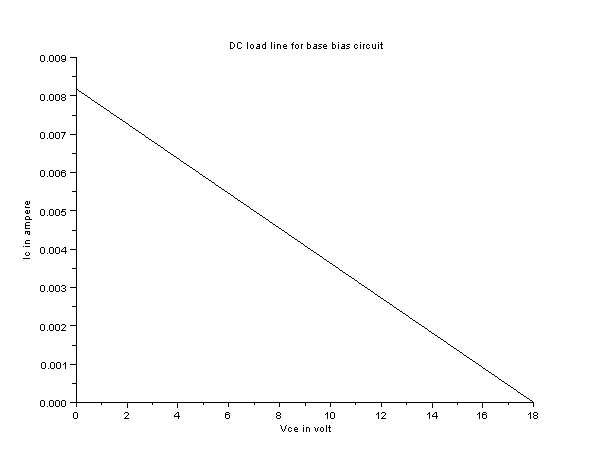 DC load line for base bias circuit
0.009
0.008
0.007
0.006
0.005
0.004
0.003
0.002
0.001
0.000
Ic in ampere
0 2 4 6 8 10 12 14 16 18
Vce in volt